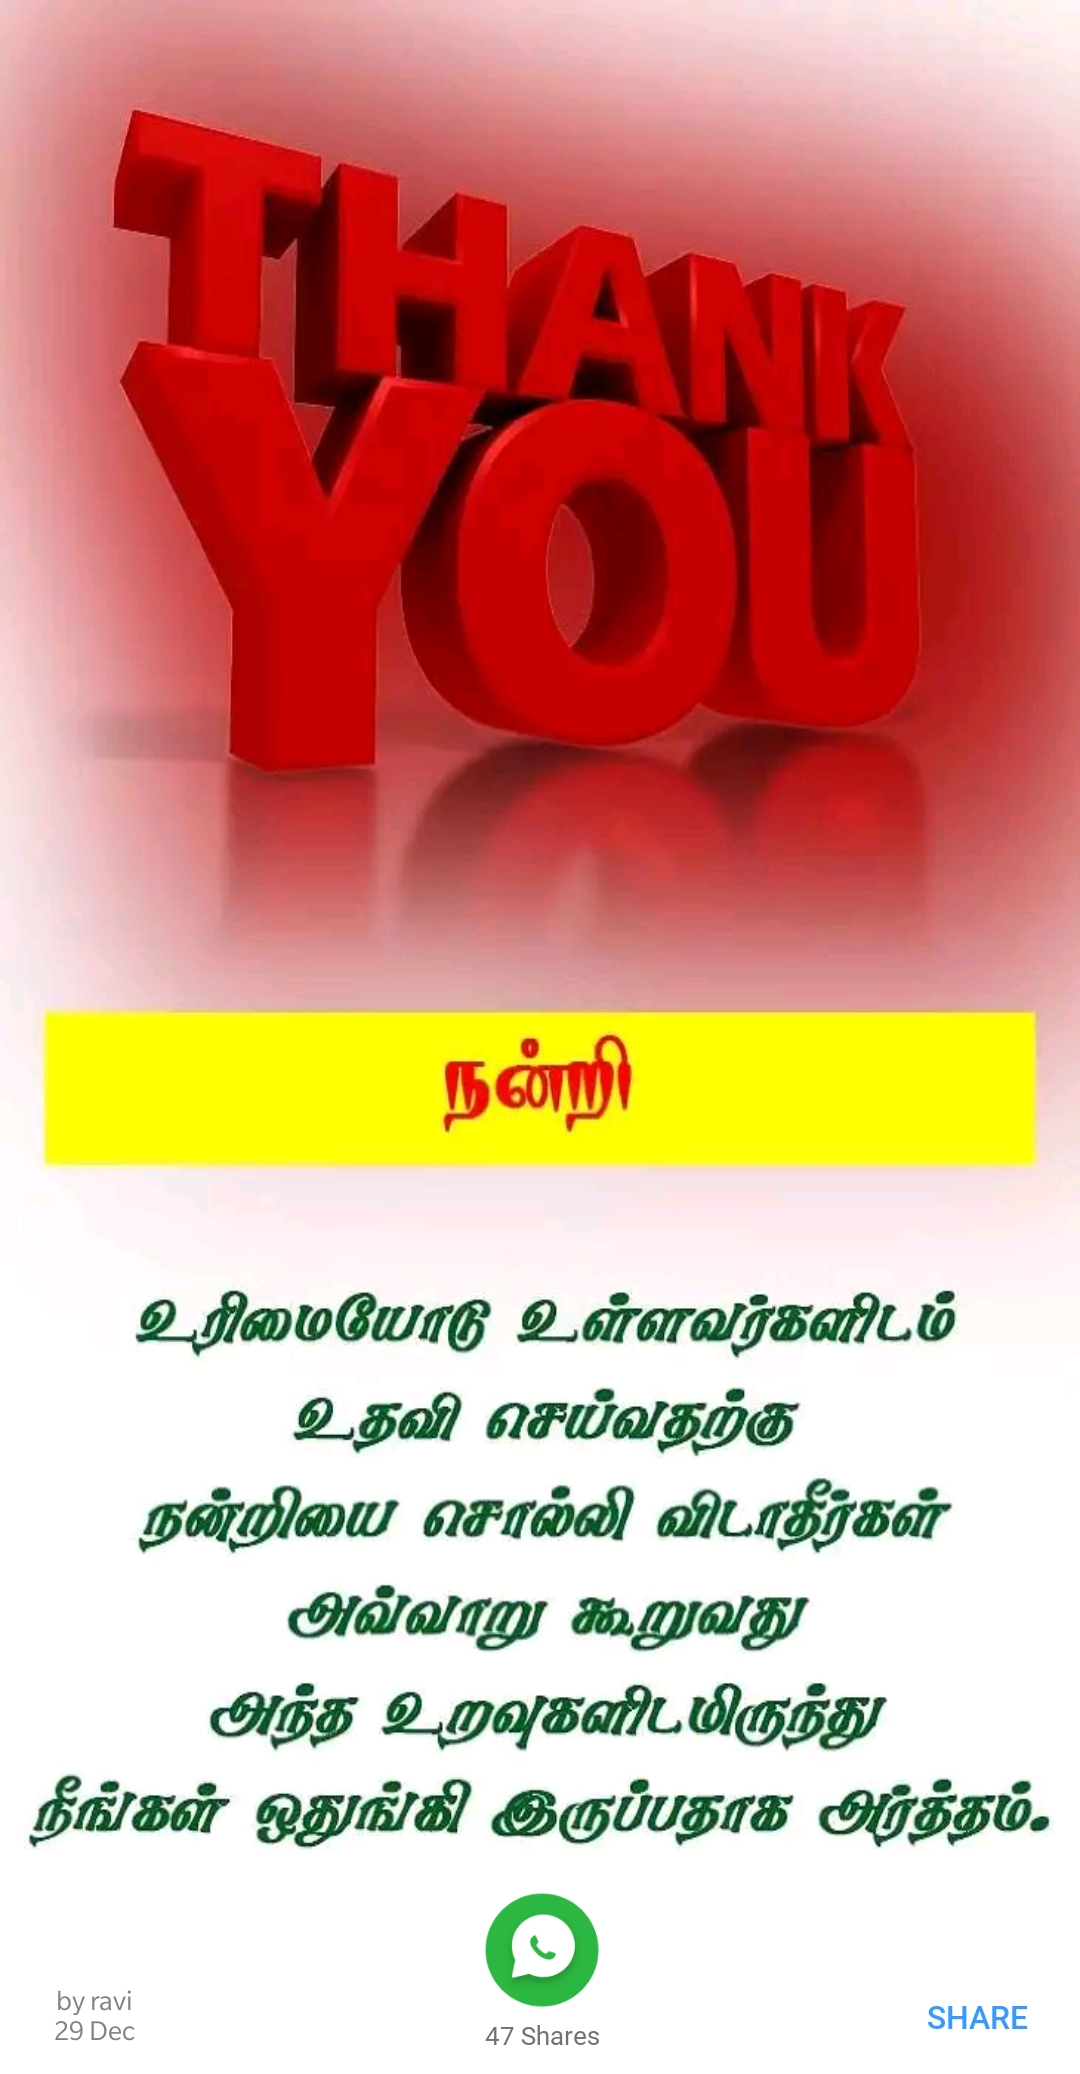 THANK
YOU
நன்றி
உரிமையோடு உள்ளவர்களிடம்
உதவி செய்வதற்கு
நன்றியை சொல்லி விடாதீர்கள்
அவ்வாறு கூறுவது
அந்த உறவுகளிடமிருந்து
நீங்கள் ஒதுங்கி இருப்பதாக அர்த்தம்.
by ravi
29 Dec
47 Shares
SHARE